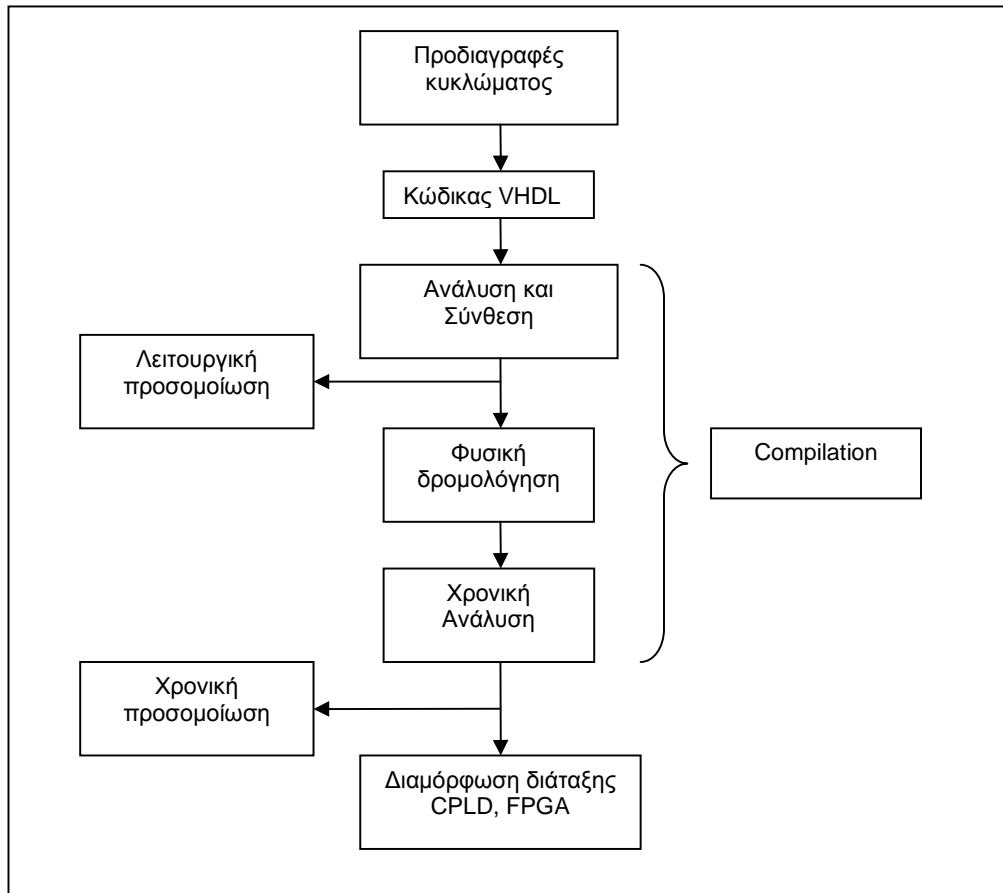 Προδιαγραφές
κυκλώματος
Κώδικας VHDL
Ανάλυση και
Σύνθεση
Λειτουργική
προσομοίωση
Φυσική
δρομολόγηση
Compilation
Χρονική
Ανάλυση
Χρονική
προσομοίωση
Διαμόρφωση διάταξης
CPLD, FPGA